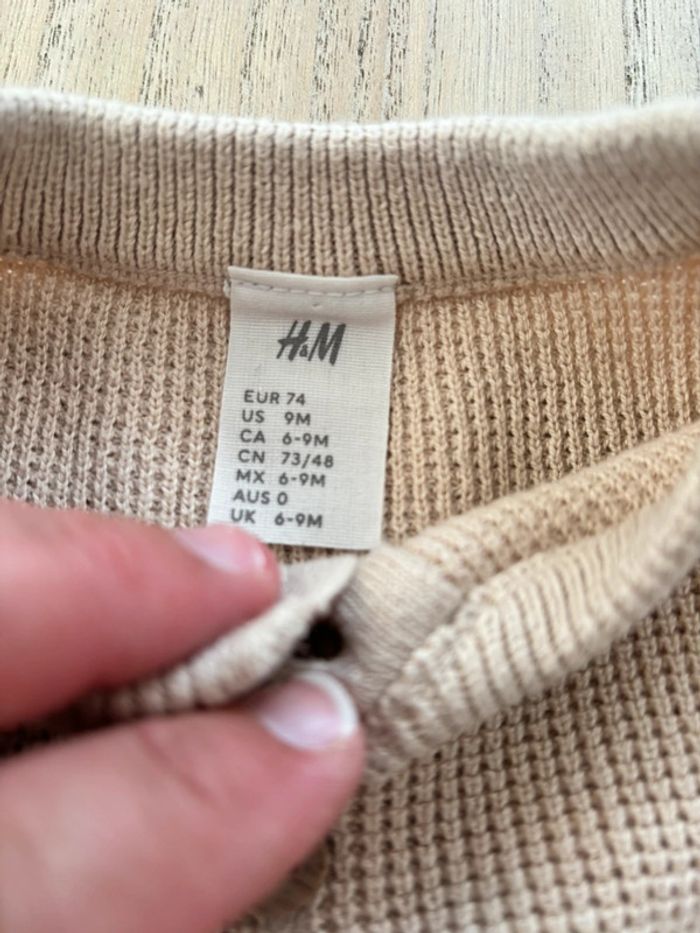 H&M
EUR 74
US 9M
CA 6-9M
CN 73/48
MX 6-9M
AUS 0
UK 6-9M